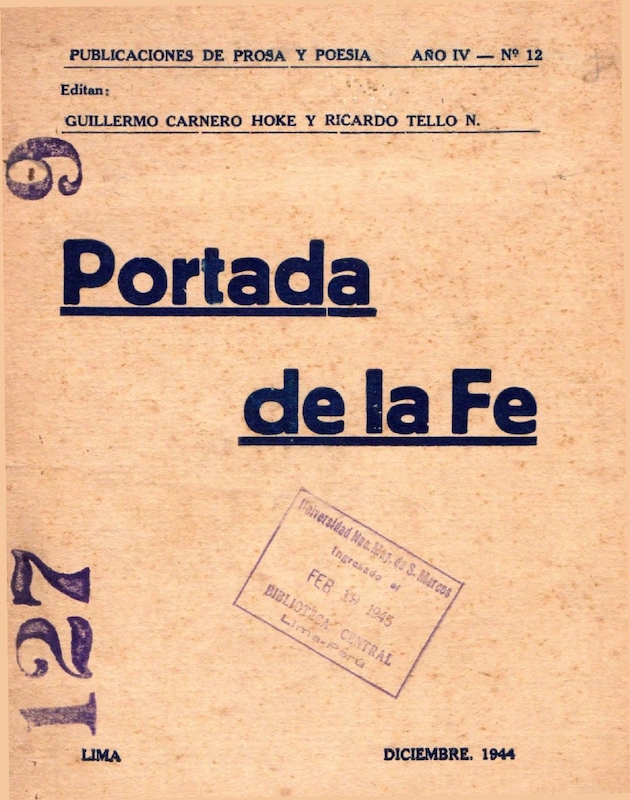 PUBLICACIONES DE PROSA Y POESIA AÑO IV — Nº 12
Editan:
GUILLERMO CARNERO HOKE Y RICARDO TELLO N.
9
Portada
de la Fe
Universidad Nac. May. de S. Marcos
Ingresado el
FEB 19 1945
BIBLIOTECA CENTRAL
Lima-Perú
127
LIMA DICIEMBRE. 1944